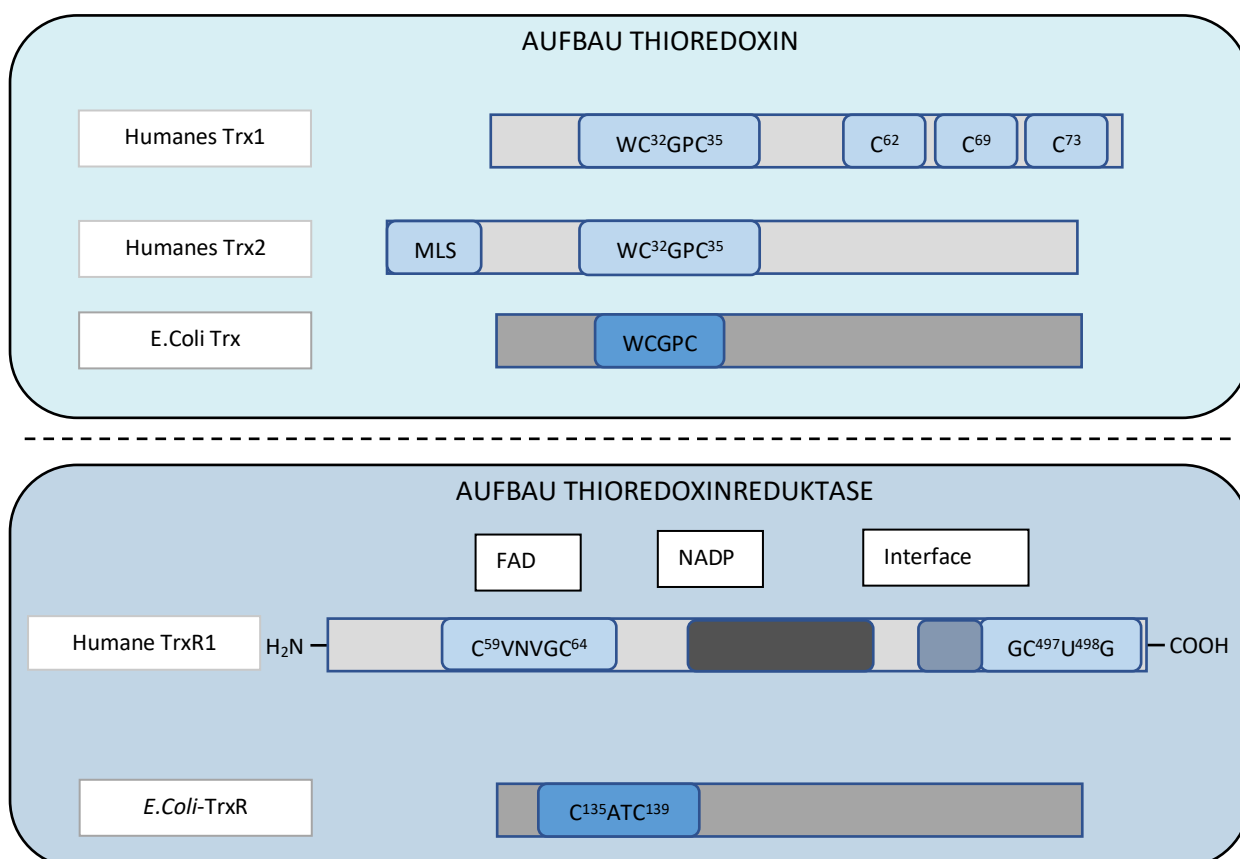 AUFBAU THIOREDOXIN
Humanes Trx1
WC³²GPC³⁵
C⁶²
C⁶⁹
C⁷³
Humanes Trx2
MLS
WC³²GPC³⁵
E.Coli Trx
WCGPC
AUFBAU THIOREDOXINREDUKTASE
FAD
NADP
Interface
Humane TrxR1
H₂N
C⁵⁹VNVGC⁶⁴
GC⁴⁹⁷U⁴⁹⁸G
COOH
E.Coli-TrxR
C¹³⁵ATC¹³⁹